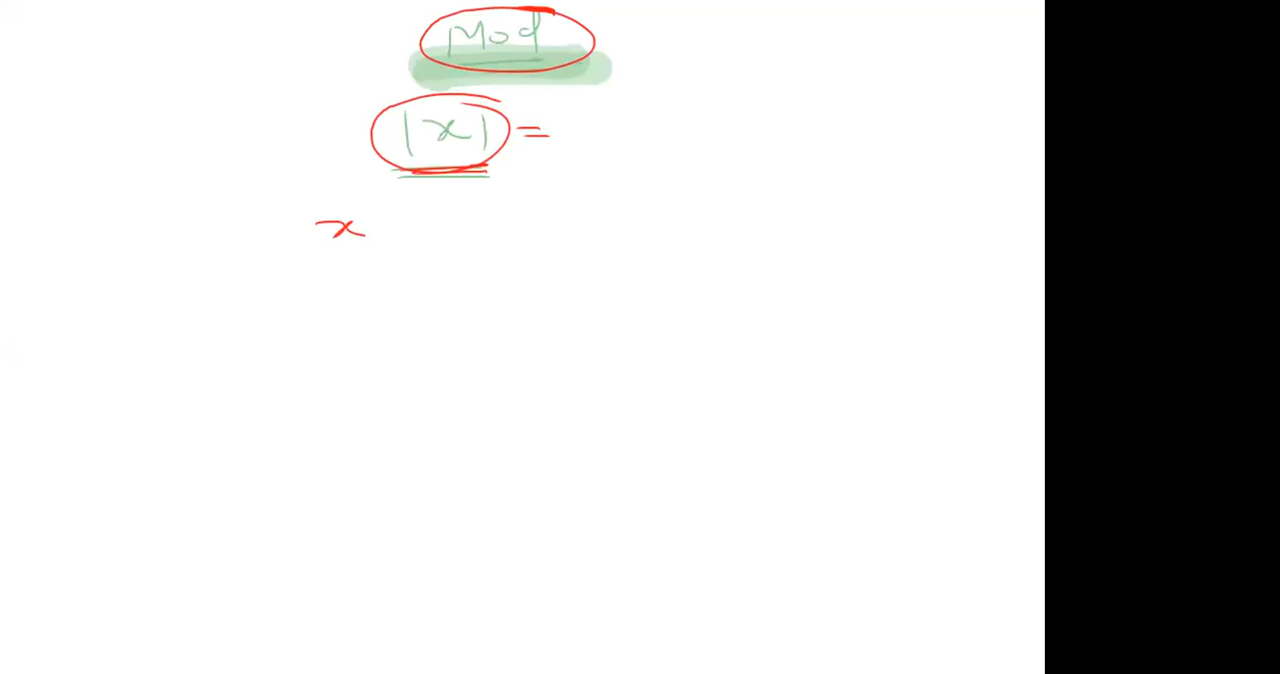 Mod
|x| =
x